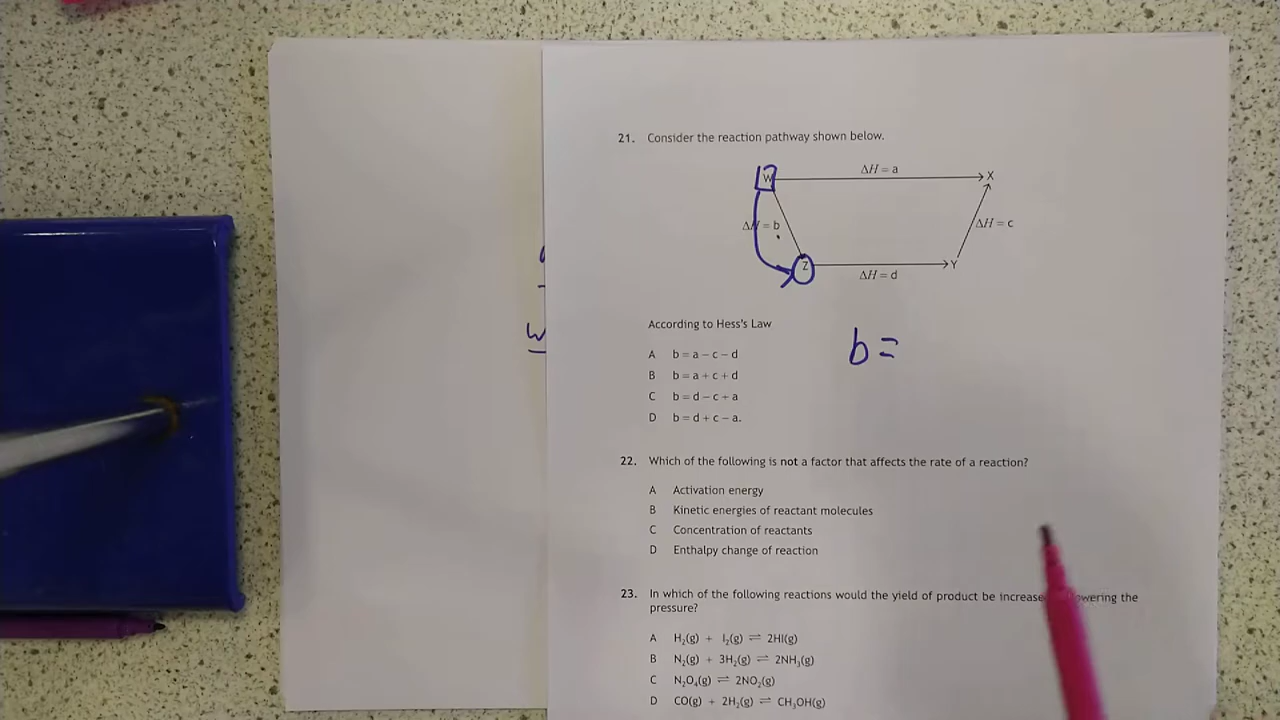 21. Consider the reaction pathway shown below.
W
ΔH = a
X
ΔH = b
ΔH = c
Z
Y
ΔH = d
According to Hess's Law
b =
A b = a – c – d
B b = a + c + d
C b = d – c + a
D b = d + c – a.
22. Which of the following is not a factor that affects the rate of a reaction?
A Activation energy
B Kinetic energies of reactant molecules
C Concentration of reactants
D Enthalpy change of reaction
23. In which of the following reactions would the yield of product be increase lowering the
pressure?
A H₂(g) + I₂(g) ⇌ 2HI(g)
B N₂(g) + 3H₂(g) ⇌ 2NH₃(g)
C N₂O₄(g) ⇌ 2NO₂(g)
D CO(g) + 2H₂(g) ⇌ CH₃OH(g)
W